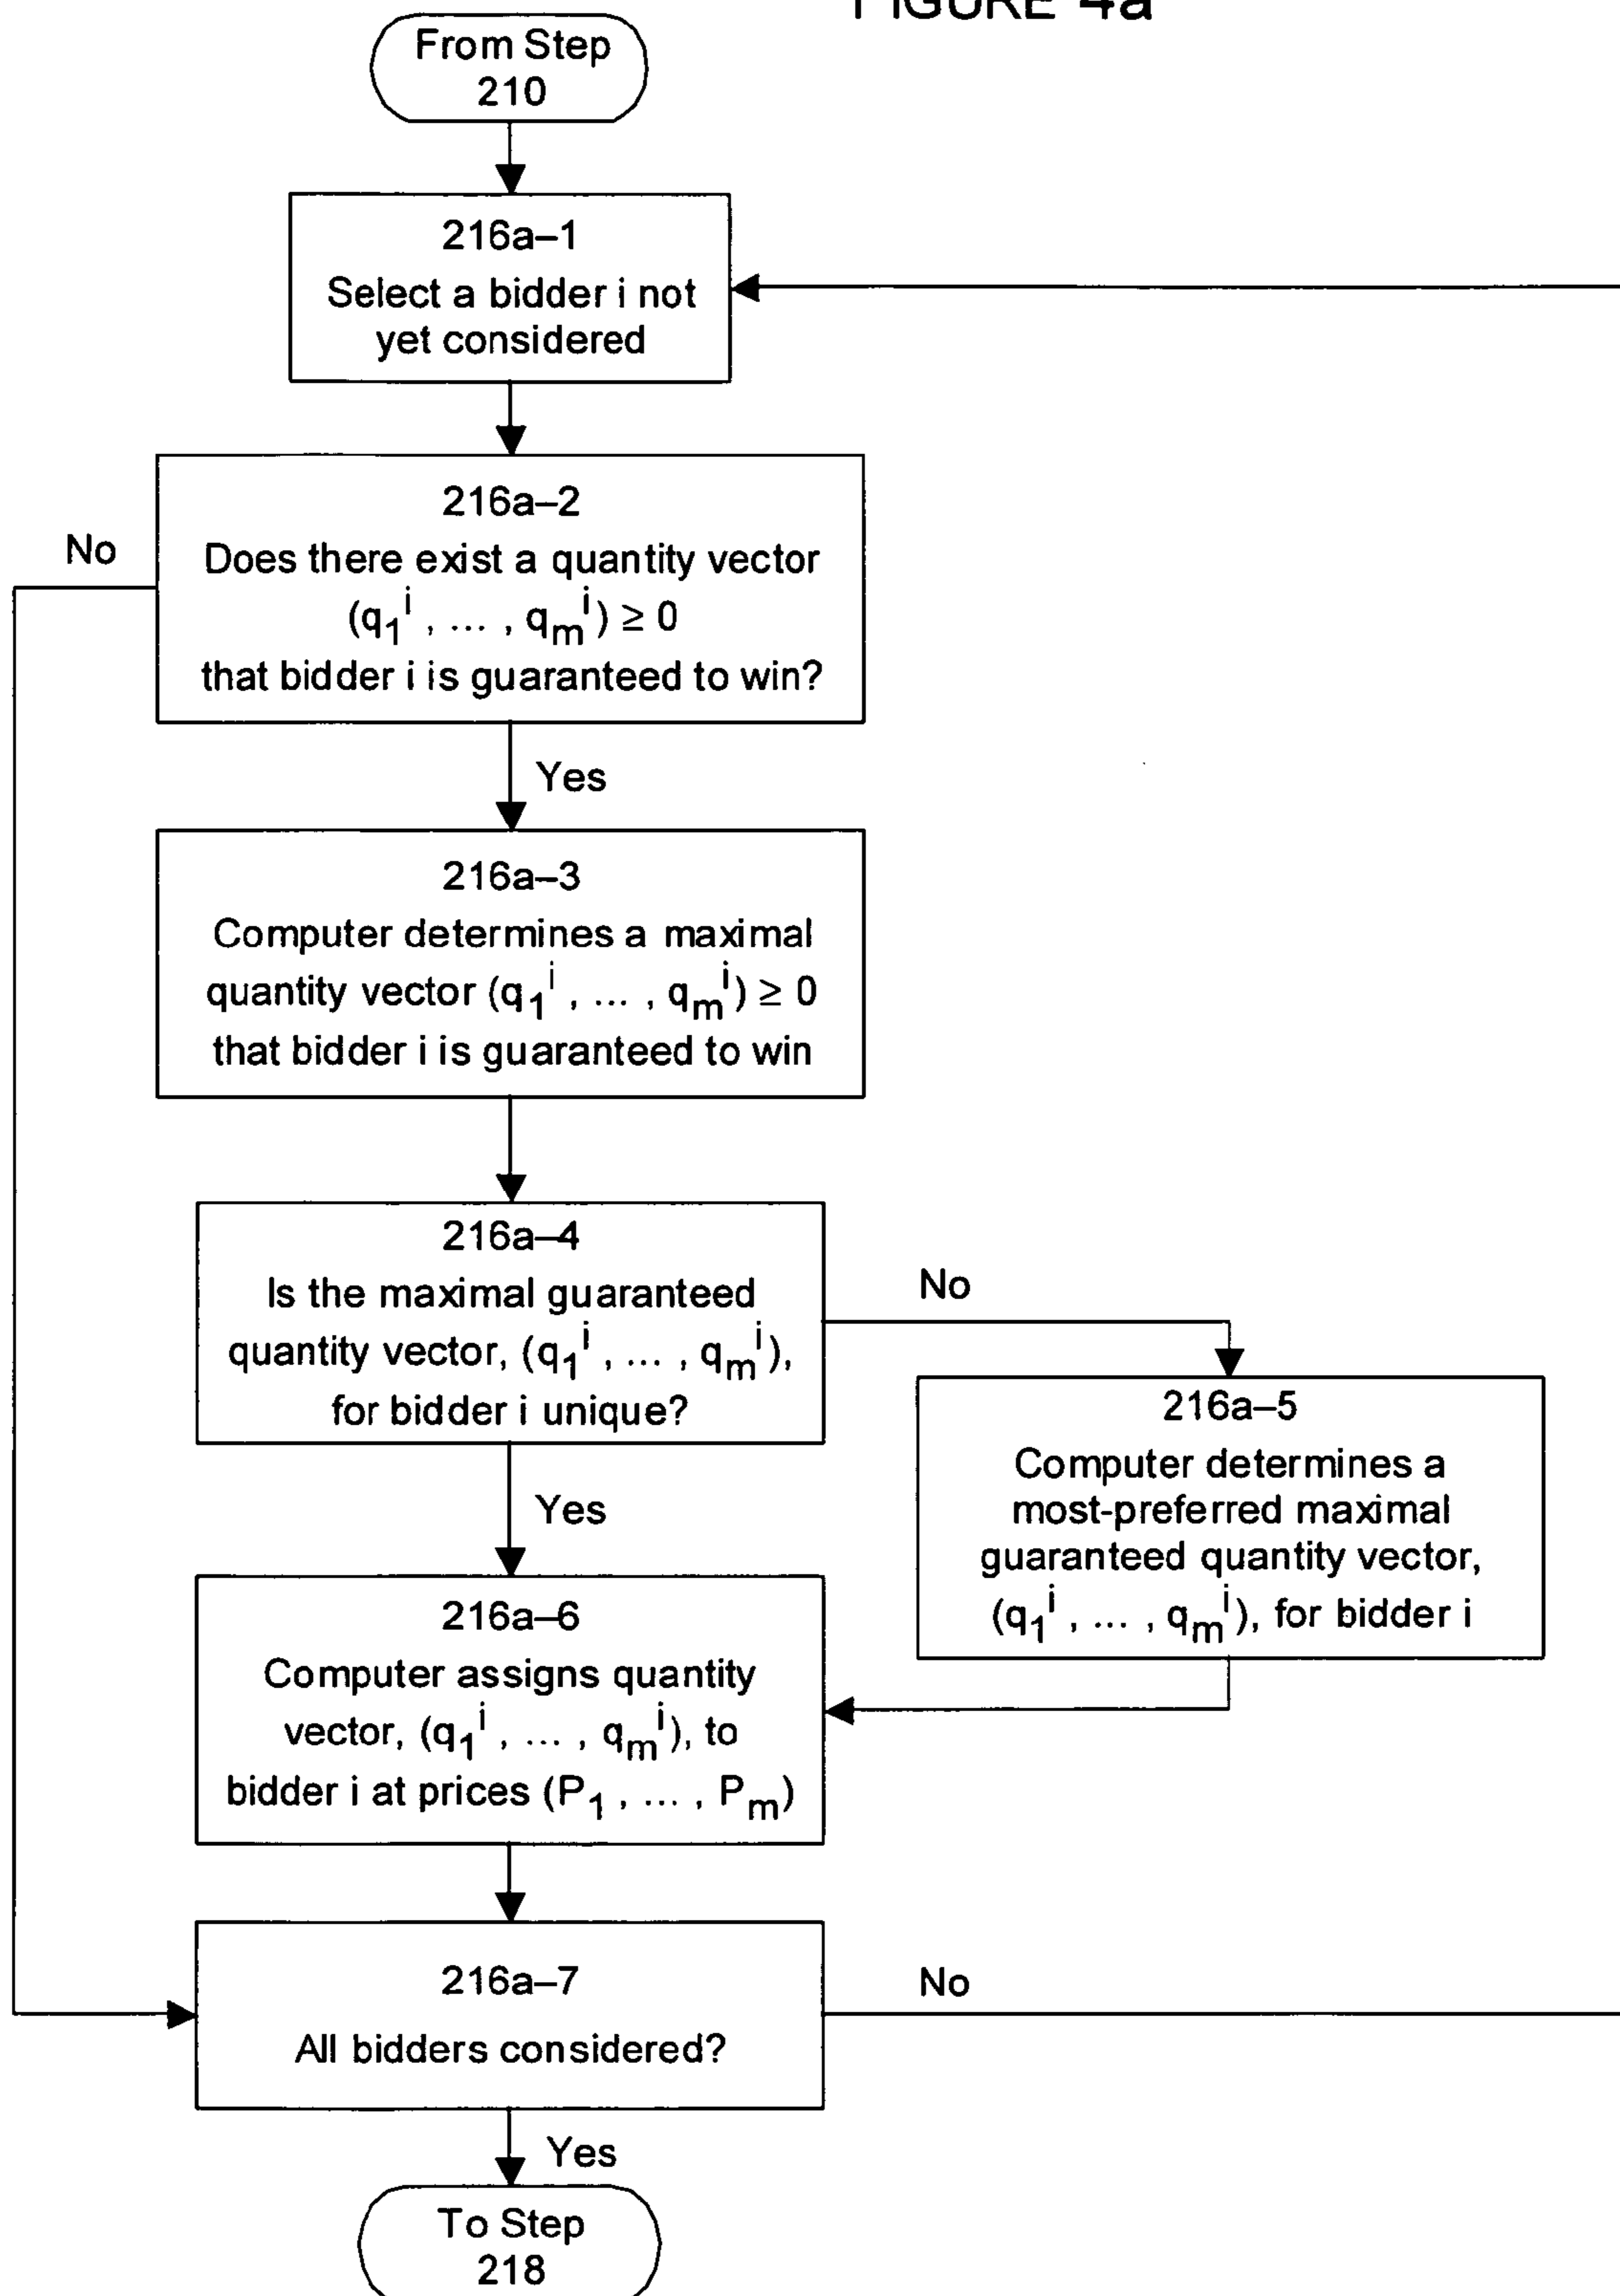 FIGURE 4a
From Step
210
216a–1
Select a bidder i not
yet considered
216a–2
Does there exist a quantity vector
(q₁ⁱ , ... , qₘⁱ) ≥ 0
that bidder i is guaranteed to win?
No
Yes
216a–3
Computer determines a maximal
quantity vector (q₁ⁱ , ... , qₘⁱ) ≥ 0
that bidder i is guaranteed to win
216a–4
Is the maximal guaranteed
quantity vector, (q₁ⁱ , ... , qₘⁱ),
for bidder i unique?
No
Yes
216a–5
Computer determines a
most-preferred maximal
guaranteed quantity vector,
(q₁ⁱ , ... , qₘⁱ), for bidder i
216a–6
Computer assigns quantity
vector, (q₁ⁱ , ... , qₘⁱ), to
bidder i at prices (P₁ , ... , Pₘ)
216a–7
All bidders considered?
No
Yes
To Step
218